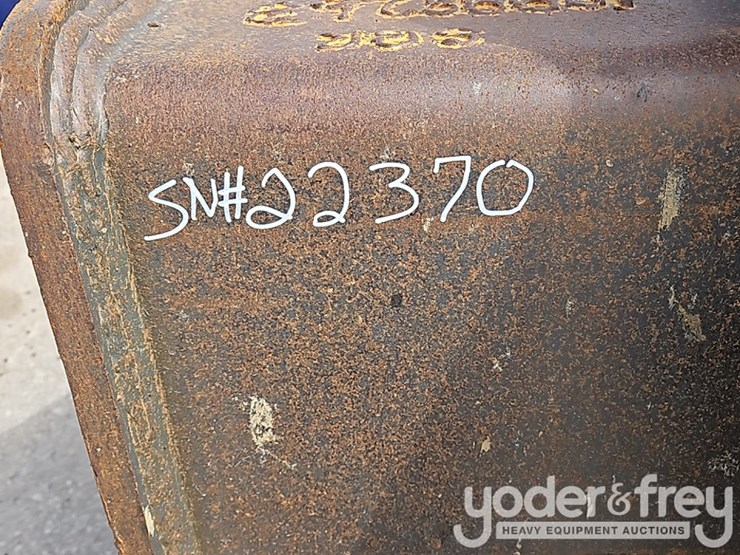 SN#22370
yoder&frey
HEAVY EQUIPMENT AUCTIONS